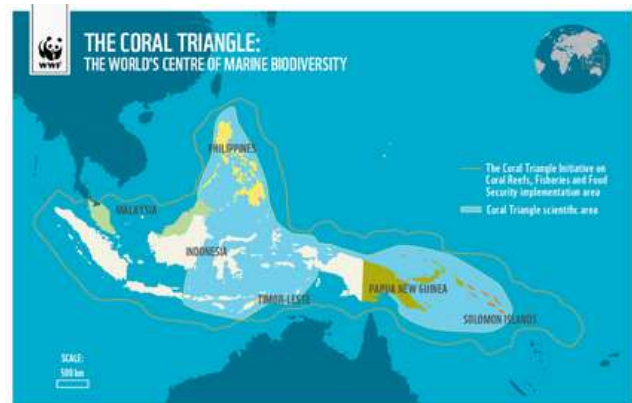 WWF
THE CORAL TRIANGLE:
THE WORLD'S CENTRE OF MARINE BIODIVERSITY
PHILIPPINES
The Coral Triangle Initiative on
Coral Reefs, Fisheries and Food
Security implementation area
Coral Triangle scientific area
MALAYSIA
INDONESIA
PAPUA NEW GUINEA
TIMOR-LESTE
SOLOMON ISLANDS
SCALE:
500 km